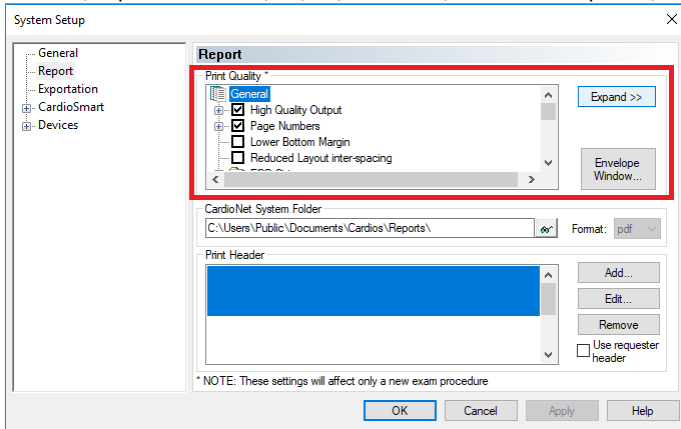 System Setup
General
Report
Exportation
CardioSmart
Devices
Report
Print Quality *
General
High Quality Output
Page Numbers
Lower Bottom Margin
Reduced Layout inter-spacing
Expand >>
Envelope
Window...
CardioNet System Folder
C:\Users\Public\Documents\Cardios\Reports\
Format: pdf
Print Header
Add...
Edit...
Remove
Use requester
header
* NOTE: These settings will affect only a new exam procedure
OK Cancel Apply Help